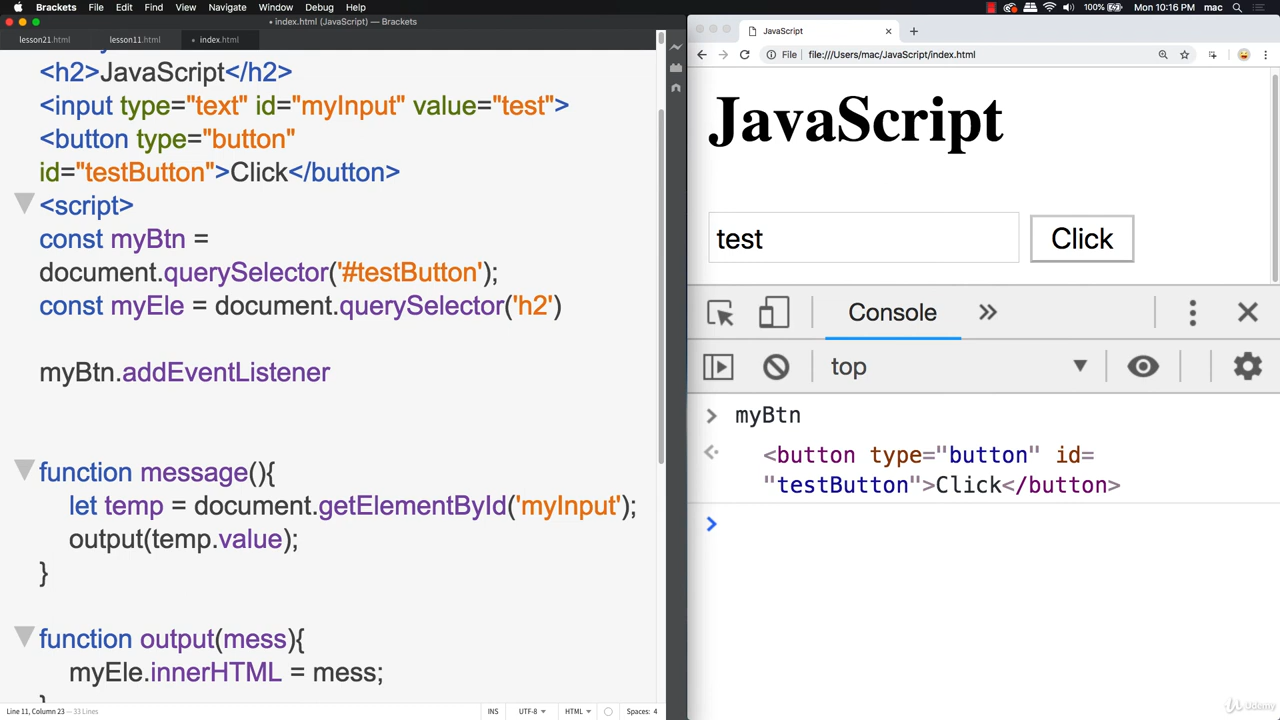 Brackets File Edit Find View Navigate Window Debug Help 100% Mon 10:16 PM mac
• index.html (JavaScript) — Brackets
lesson21.html lesson11.html • index.html
<h2>JavaScript</h2>
<input type="text" id="myInput" value="test">
<button type="button"
id="testButton">Click</button>
<script>
const myBtn =
document.querySelector('#testButton');
const myEle = document.querySelector('h2')
myBtn.addEventListener
function message(){
let temp = document.getElementById('myInput');
output(temp.value);
}
function output(mess){
myEle.innerHTML = mess;
Line 11, Column 23 — 33 Lines
INS UTF-8 HTML Spaces: 4
JavaScript
File file:///Users/mac/JavaScript/index.html
JavaScript
test Click
Console
top
myBtn
<button type="button" id=
"testButton">Click</button>
Udemy